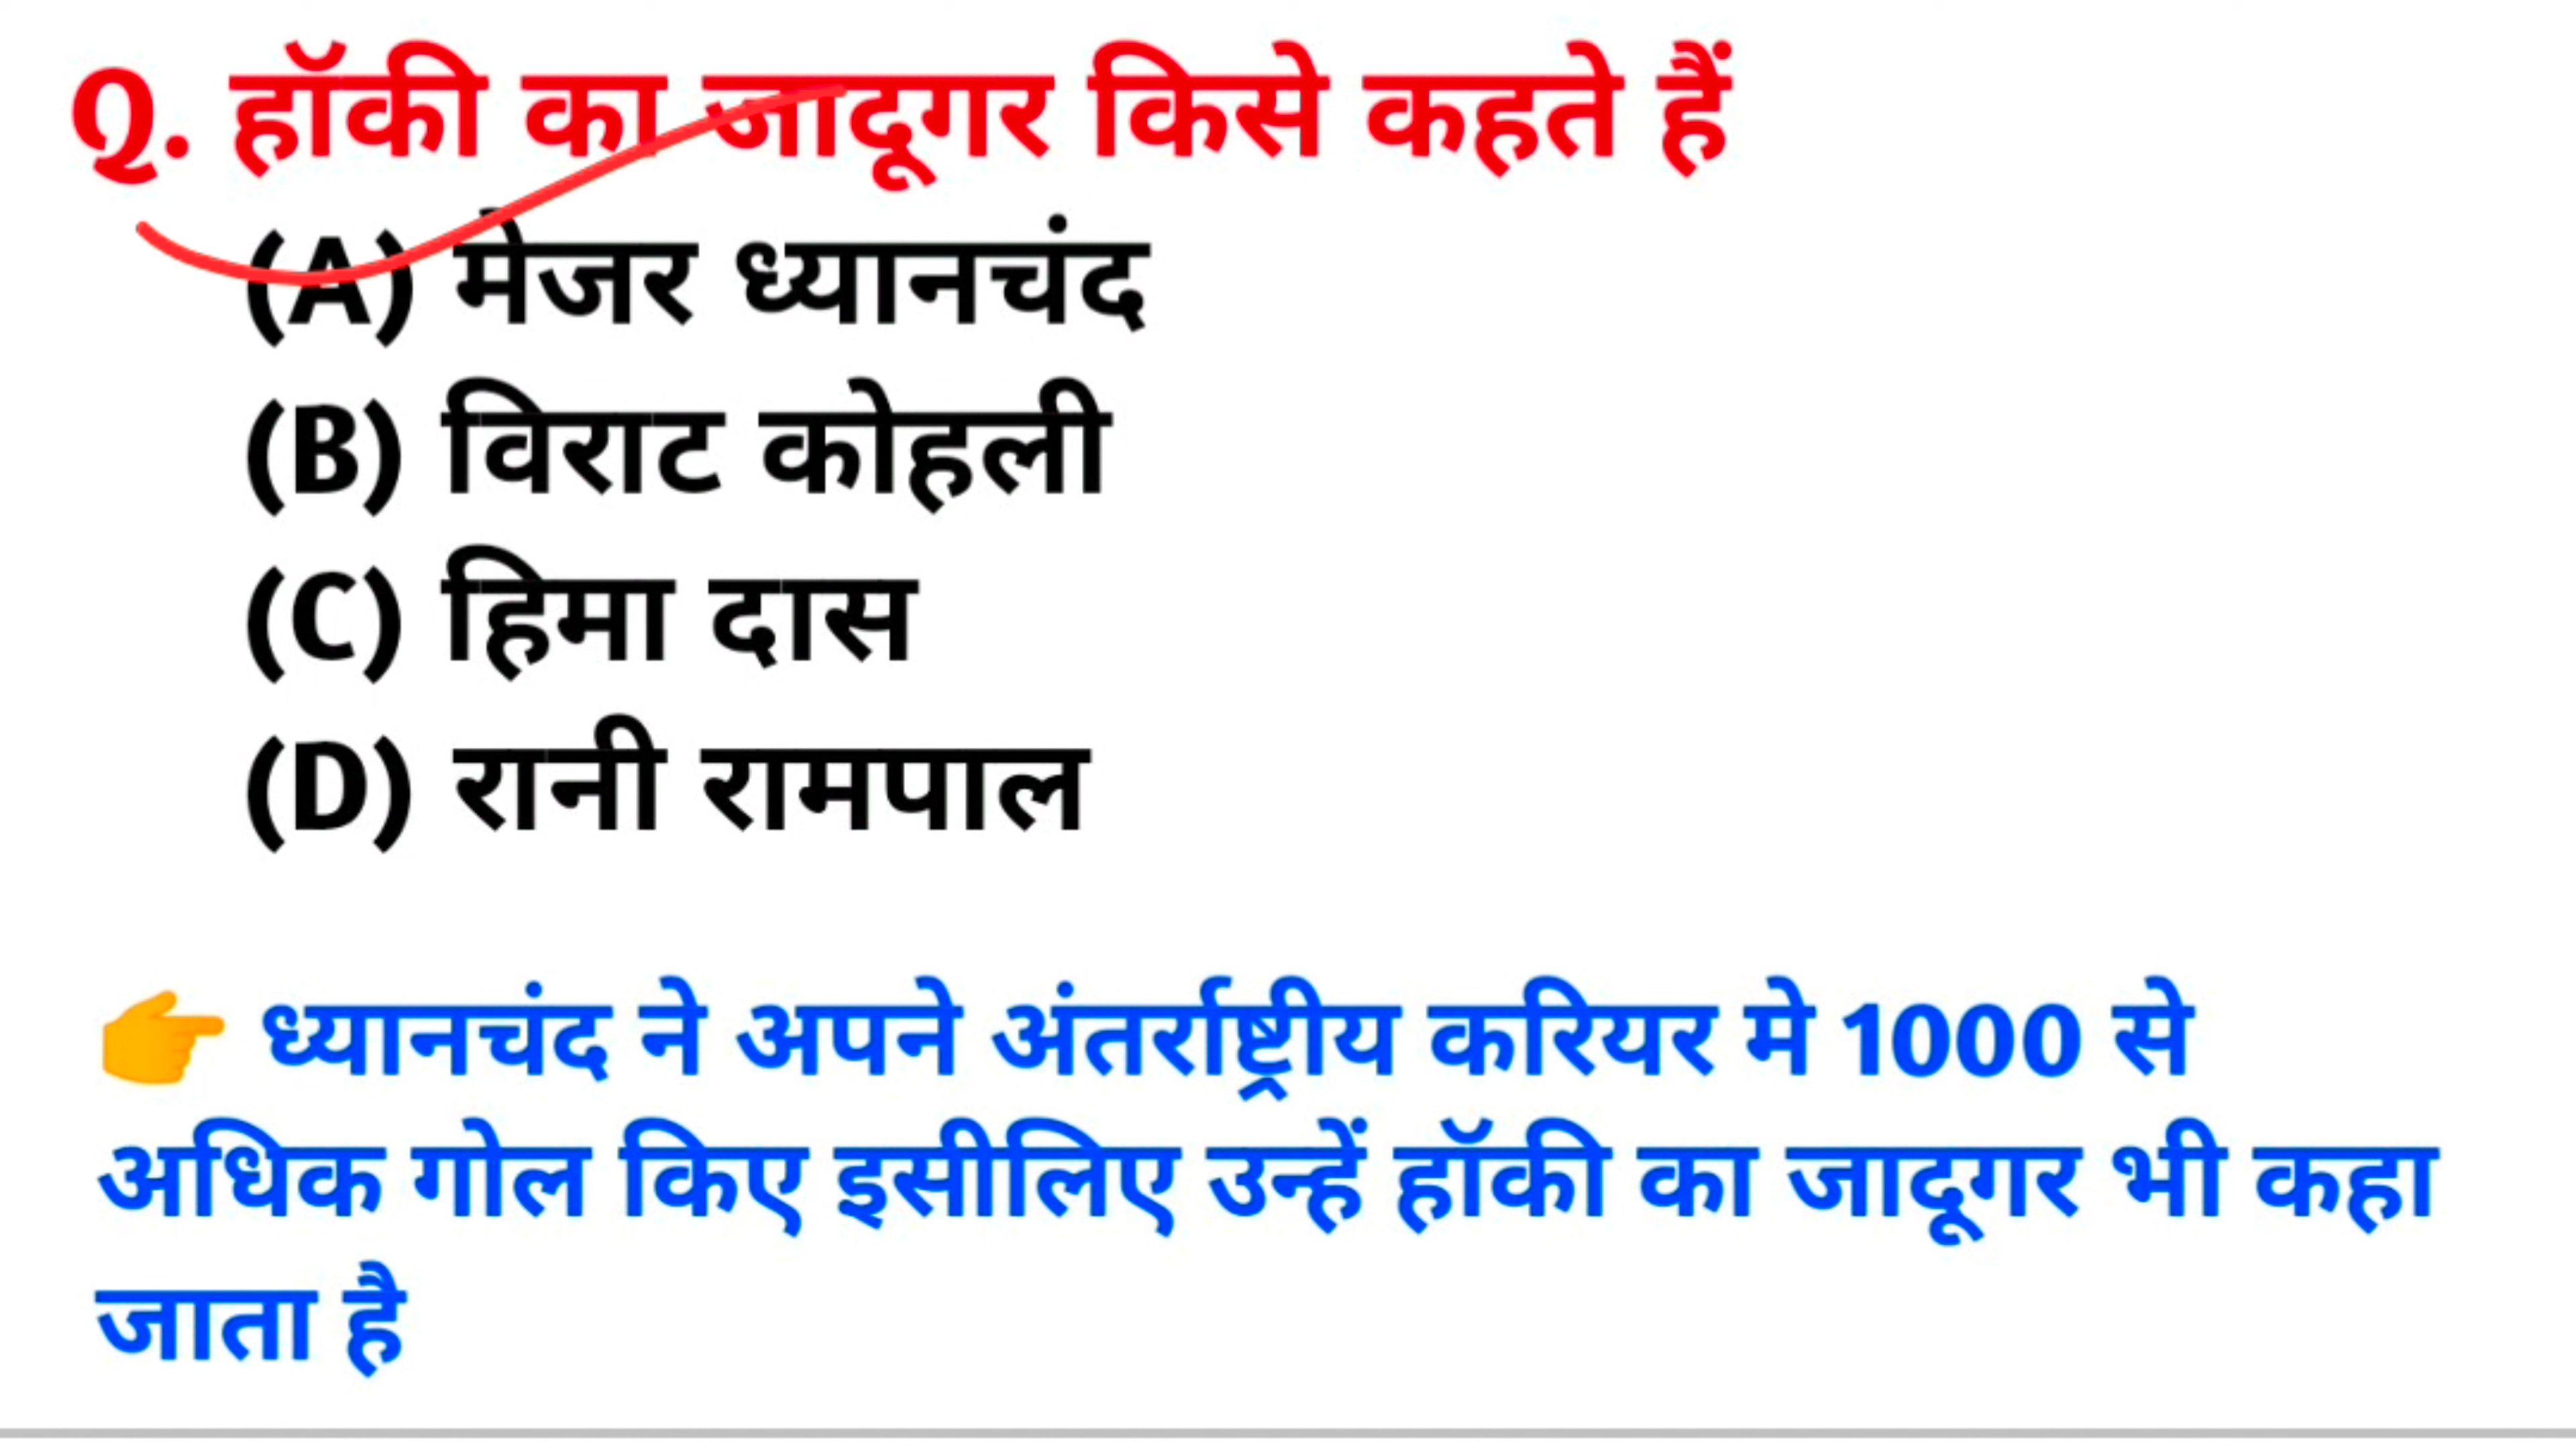 Q. हॉकी का जादूगर किसे कहते हैं
(A) मेजर ध्यानचंद
(B) विराट कोहली
(C) हिमा दास
(D) रानी रामपाल
👉 ध्यानचंद ने अपने अंतर्राष्ट्रीय करियर मे 1000 से
अधिक गोल किए इसीलिए उन्हें हॉकी का जादूगर भी कहा
जाता है